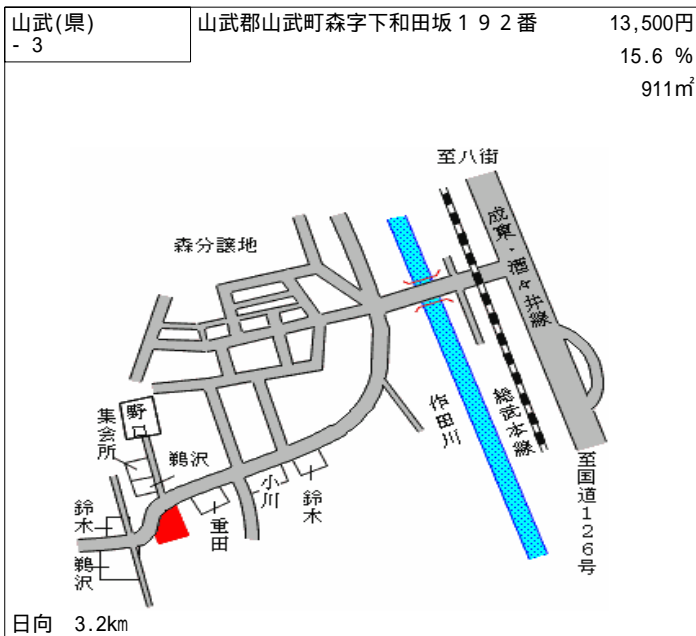 山武(県)
- 3
山武郡山武町森字下和田坂１９２番
13,500円
15.6 %
911㎡
至八街
成東・酒々井線
森分譲地
作田川
総武本線
野口
集会所
鵜沢
小川
鈴木
重田
鈴木
鵜沢
至国道126号
日向 3.2km